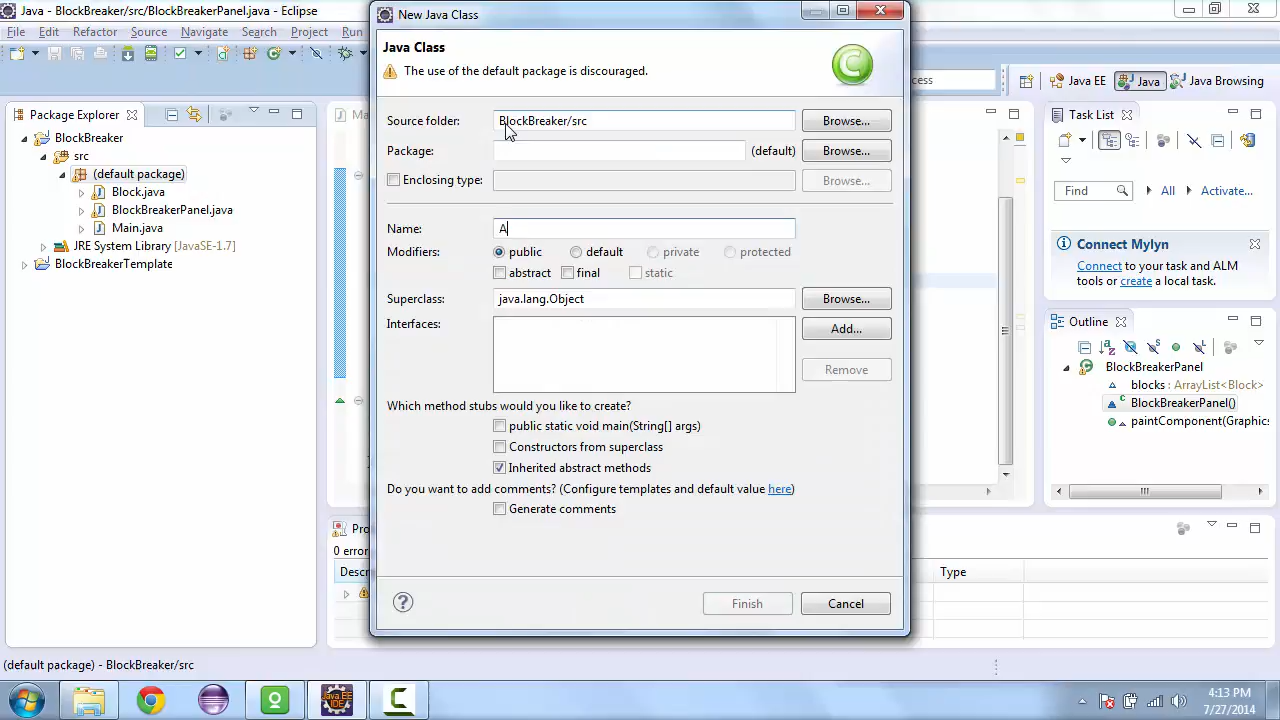 Java - BlockBreaker/src/BlockBreakerPanel.java - Eclipse
New Java Class
File Edit Refactor Source Navigate Search Project Run
Java Class
The use of the default package is discouraged.
Java EE Java Java Browsing
Package Explorer
Task List
BlockBreaker
src
(default package)
Block.java
BlockBreakerPanel.java
Main.java
JRE System Library [JavaSE-1.7]
BlockBreakerTemplate
Source folder: BlockBreaker/src Browse...
Package: (default) Browse...
Enclosing type: Browse...
Name: A
Modifiers: public default private protected
abstract final static
Superclass: java.lang.Object Browse...
Interfaces: Add...
Remove
Which method stubs would you like to create?
public static void main(String[] args)
Constructors from superclass
Inherited abstract methods
Do you want to add comments? (Configure templates and default value here)
Generate comments
Finish Cancel
Find All Activate...
Connect Mylyn
Connect to your task and ALM
tools or create a local task.
Outline
BlockBreakerPanel
blocks : ArrayList<Block>
BlockBreakerPanel()
paintComponent(Graphics
0 error
Type
(default package) - BlockBreaker/src
Java EE
IDE
4:13 PM
7/27/2014